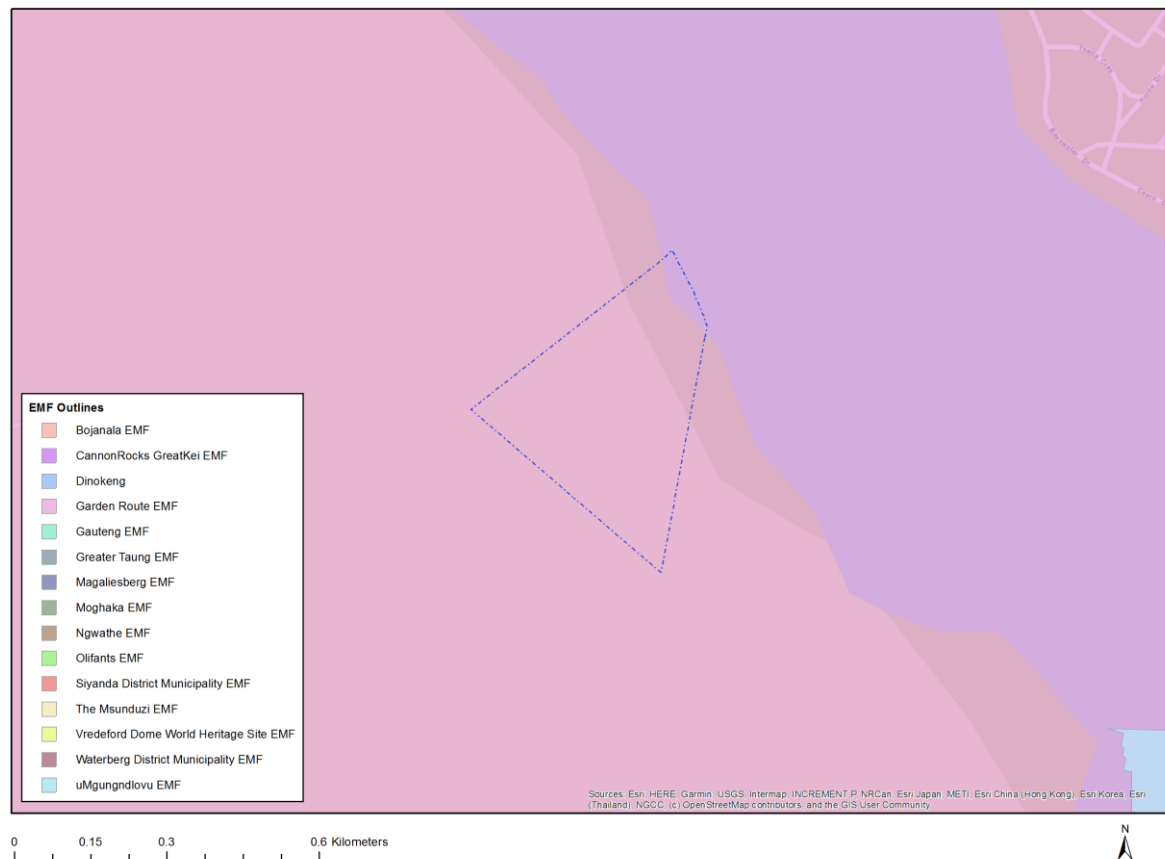 Bayswater Dr
EMF Outlines
Bojanala EMF
CannonRocks GreatKei EMF
Dinokeng
Garden Route EMF
Gauteng EMF
Greater Taung EMF
Magaliesberg EMF
Moghaka EMF
Ngwathe EMF
Olifants EMF
Siyanda District Municipality EMF
The Msunduzi EMF
Vredeford Dome World Heritage Site EMF
Waterberg District Municipality EMF
uMgungndlovu EMF
Sources: Esri, HERE, Garmin, USGS, Intermap, INCREMENT P, NRCan, Esri Japan, METI, Esri China (Hong Kong), Esri Korea, Esri
(Thailand), NGCC, (c) OpenStreetMap contributors, and the GIS User Community
0 0.15 0.3 0.6 Kilometers
N